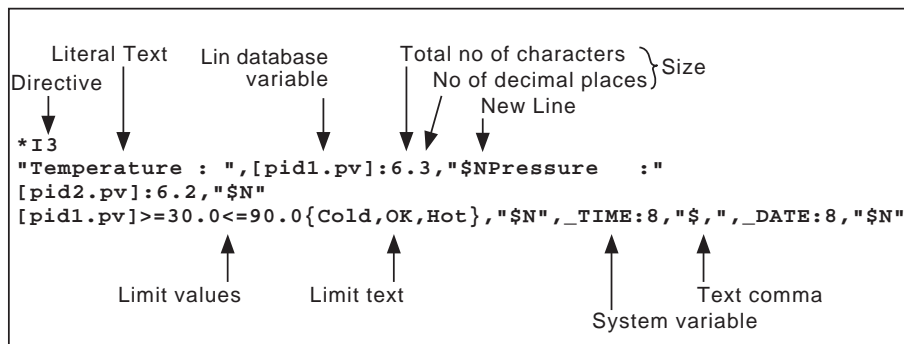 Literal Text Lin database Total no of characters
Directive variable No of decimal places Size
New Line
*I3
"Temperature : ",[pid1.pv]:6.3,"$NPressure   :"
[pid2.pv]:6.2,"$N"
[pid1.pv]>=30.0<=90.0{Cold,OK,Hot},"$N",_TIME:8,"$,",_DATE:8,"$N"
Limit values Limit text Text comma
System variable